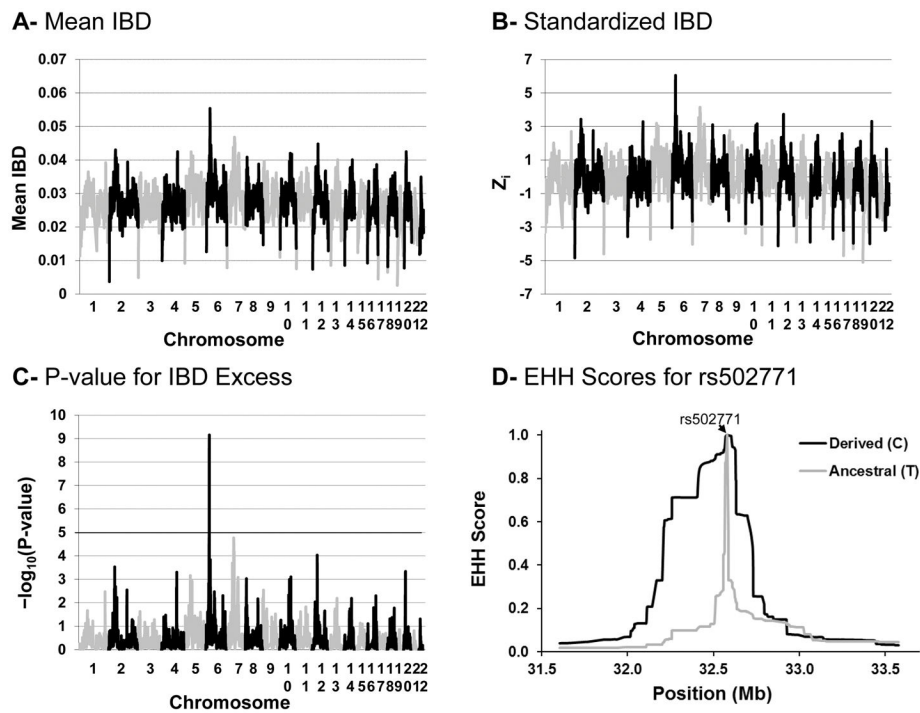 A- Mean IBD
0.07
0.06
0.05
0.04
0.03
0.02
0.01
0
Mean IBD
1 2 3 4 5 6 7 8 9 1 1 1 1 1 1 1 1 1 1 2 2 2
0 1 2 3 4 5 6 7 8 9 0 1 2
Chromosome
B- Standardized IBD
7
5
3
1
-1
-3
-5
-7
Zi
1 2 3 4 5 6 7 8 9 1 1 1 1 1 1 1 1 1 1 2 2 2
0 1 2 3 4 5 6 7 8 9 0 1 2
Chromosome
C- P-value for IBD Excess
10
9
8
7
6
5
4
3
2
1
0
−log10(P-value)
1 2 3 4 5 6 7 8 9 1 1 1 1 1 1 1 1 1 1 2 2 2
0 1 2 3 4 5 6 7 8 9 0 1 2
Chromosome
D- EHH Scores for rs502771
rs502771
1.0
0.8
0.6
0.4
0.2
0.0
EHH Score
Derived (C)
Ancestral (T)
31.5 32.0 32.5 33.0 33.5
Position (Mb)